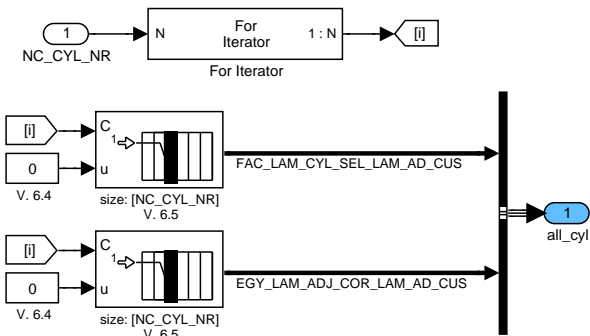 1
NC_CYL_NR
N
For
Iterator
1 : N
For Iterator
[i]
[i]
C
1
0
u
V. 6.4
size: [NC_CYL_NR]
V. 6.5
FAC_LAM_CYL_SEL_LAM_AD_CUS
1
all_cyl
[i]
C
1
0
u
V. 6.4
size: [NC_CYL_NR]
V. 6.5
EGY_LAM_ADJ_COR_LAM_AD_CUS